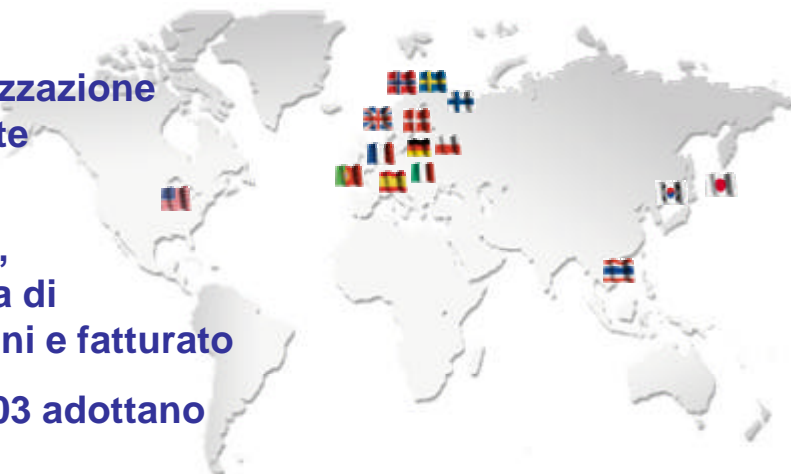 zzazione
te
,
a di
ni e fatturato
03 adottano